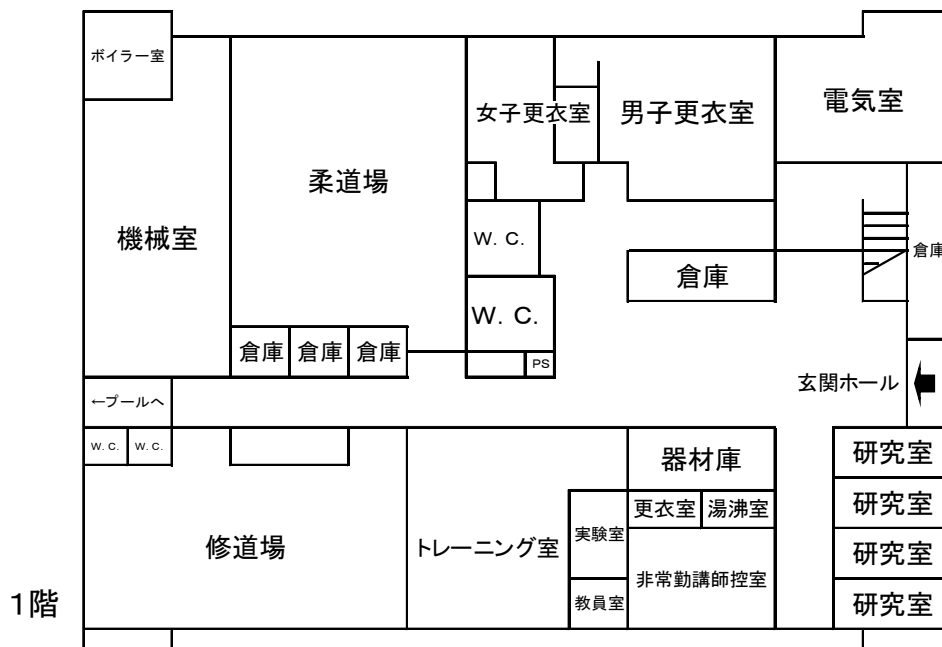 ボイラー室
電気室
女子更衣室
男子更衣室
柔道場
機械室
W. C.
倉庫
倉庫
W. C.
倉庫
倉庫
倉庫
PS
玄関ホール
←プールへ
W. C.
W. C.
器材庫
研究室
更衣室
湯沸室
研究室
実験室
修道場
トレーニング室
研究室
非常勤講師控室
教員室
研究室
1階